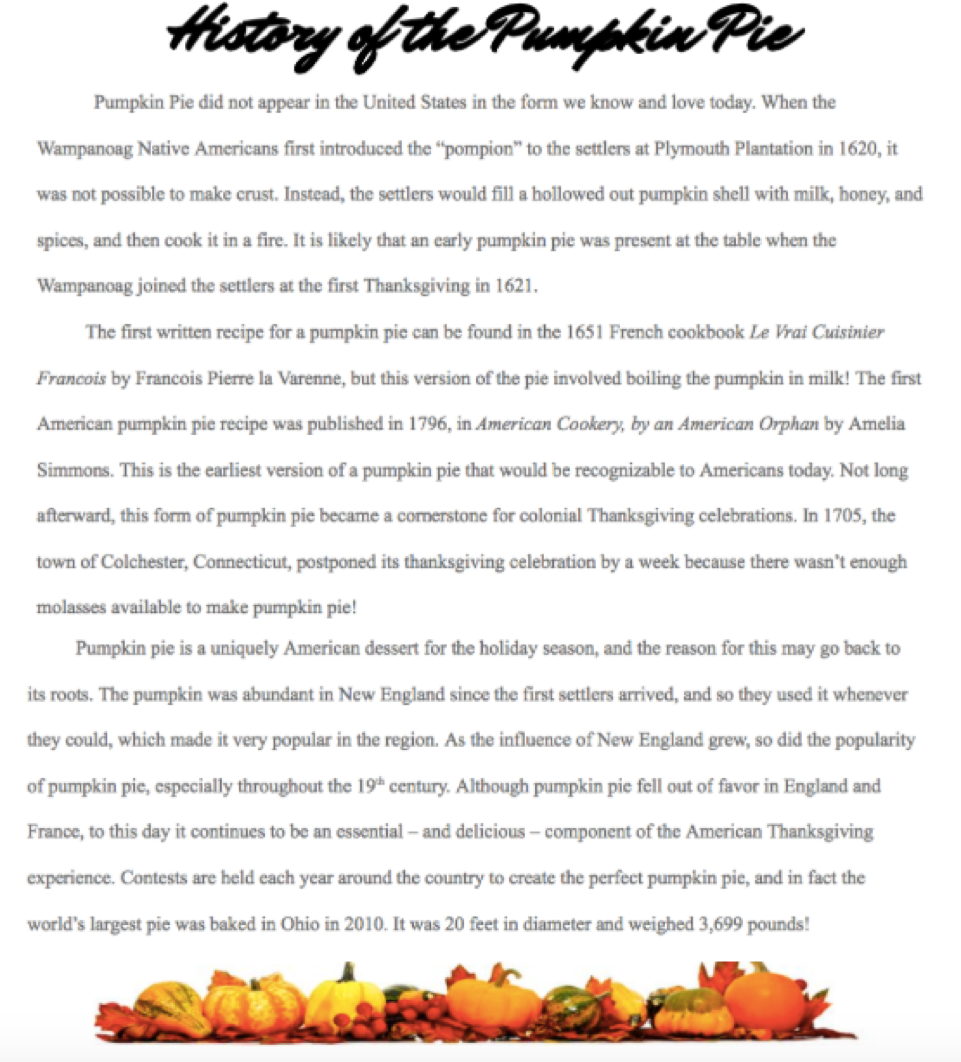 History of the Pumpkin Pie
Pumpkin Pie did not appear in the United States in the form we know and love today. When the
Wampanoag Native Americans first introduced the “pompion” to the settlers at Plymouth Plantation in 1620, it
was not possible to make crust. Instead, the settlers would fill a hollowed out pumpkin shell with milk, honey, and
spices, and then cook it in a fire. It is likely that an early pumpkin pie was present at the table when the
Wampanoag joined the settlers at the first Thanksgiving in 1621.
The first written recipe for a pumpkin pie can be found in the 1651 French cookbook Le Vrai Cuisinier
Francois by Francois Pierre la Varenne, but this version of the pie involved boiling the pumpkin in milk! The first
American pumpkin pie recipe was published in 1796, in American Cookery, by an American Orphan by Amelia
Simmons. This is the earliest version of a pumpkin pie that would be recognizable to Americans today. Not long
afterward, this form of pumpkin pie became a cornerstone for colonial Thanksgiving celebrations. In 1705, the
town of Colchester, Connecticut, postponed its thanksgiving celebration by a week because there wasn’t enough
molasses available to make pumpkin pie!
Pumpkin pie is a uniquely American dessert for the holiday season, and the reason for this may go back to
its roots. The pumpkin was abundant in New England since the first settlers arrived, and so they used it whenever
they could, which made it very popular in the region. As the influence of New England grew, so did the popularity
of pumpkin pie, especially throughout the 19th century. Although pumpkin pie fell out of favor in England and
France, to this day it continues to be an essential – and delicious – component of the American Thanksgiving
experience. Contests are held each year around the country to create the perfect pumpkin pie, and in fact the
world’s largest pie was baked in Ohio in 2010. It was 20 feet in diameter and weighed 3,699 pounds!